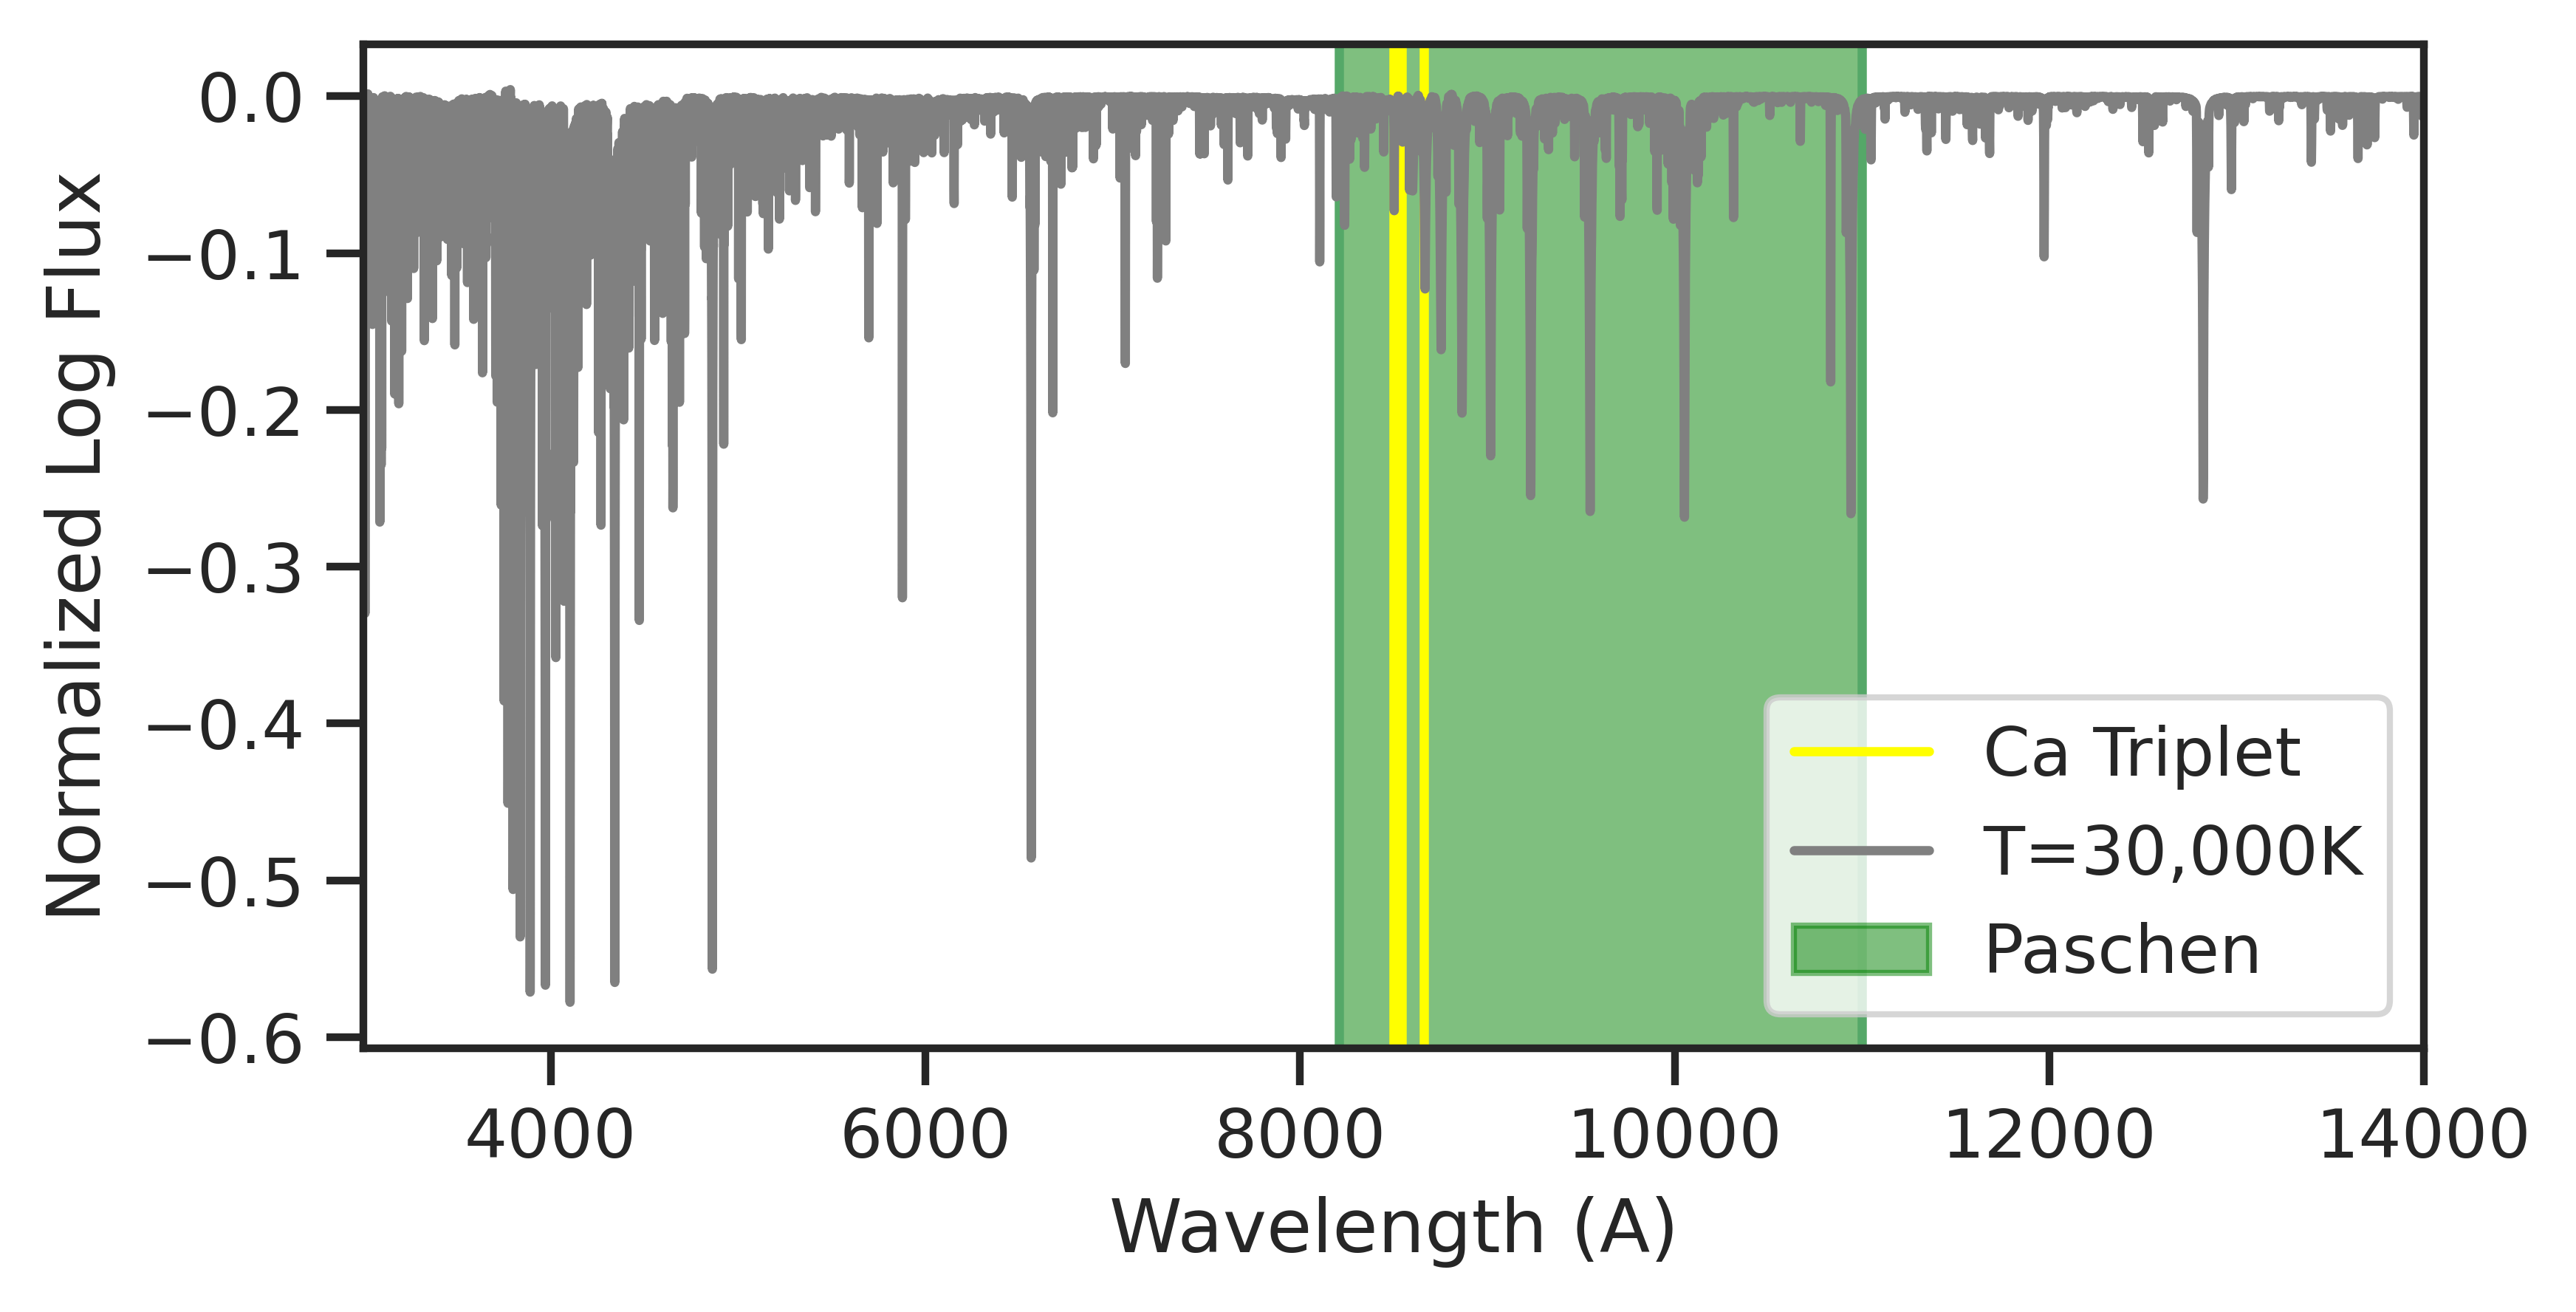 Normalized Log Flux
0.0
−0.1
−0.2
−0.3
−0.4
−0.5
−0.6
Ca Triplet
T=30,000K
Paschen
4000 6000 8000 10000 12000 14000
Wavelength (A)